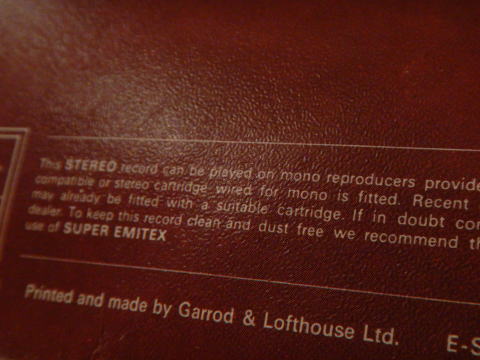 This STEREO record can be played on mono reproducers provide
compatible or stereo cartridge wired for mono is fitted. Recent
may already be fitted with a suitable cartridge. If in doubt con
dealer. To keep this record clean and dust free we recommend th
use of SUPER EMITEX
Printed and made by Garrod & Lofthouse Ltd.
E-S